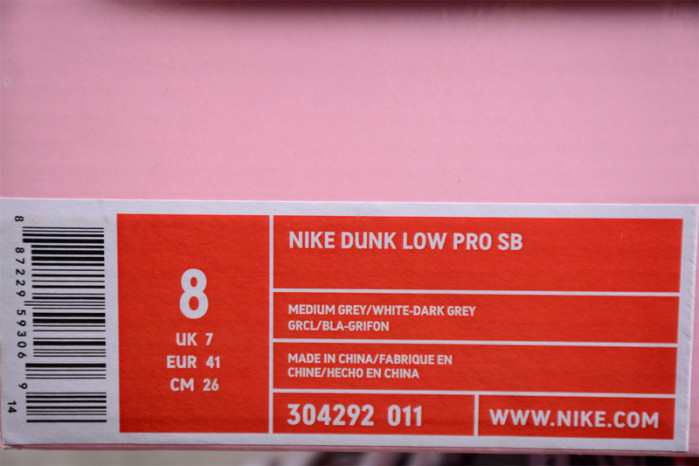 8 87229 59306 9
14
8
UK 7
EUR 41
CM 26
NIKE DUNK LOW PRO SB
MEDIUM GREY/WHITE-DARK GREY
GRCL/BLA-GRIFON
MADE IN CHINA/FABRIQUE EN
CHINE/HECHO EN CHINA
304292 011
WWW.NIKE.COM